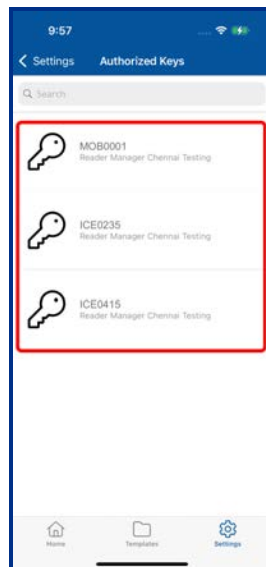 9:57
Settings
Authorized Keys
Search
MOB0001
Reader Manager Chennai Testing
ICE0235
Reader Manager Chennai Testing
ICE0415
Reader Manager Chennai Testing
Home
Templates
Settings